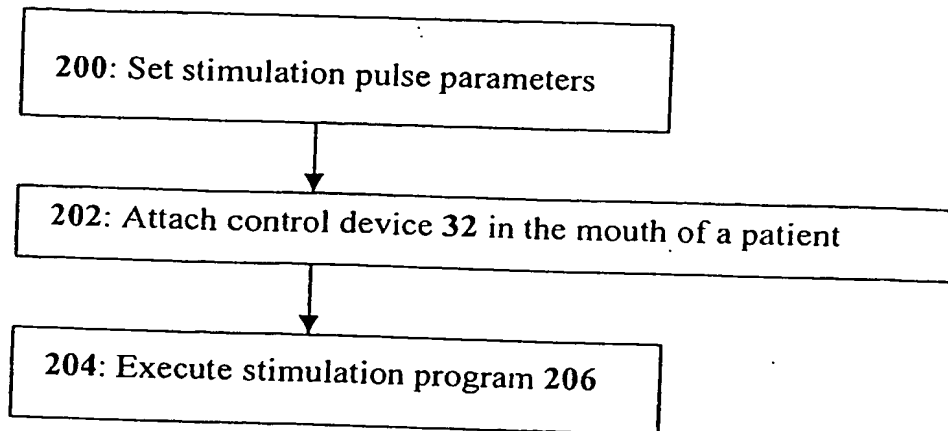 200: Set stimulation pulse parameters
202: Attach control device 32 in the mouth of a patient
204: Execute stimulation program 206